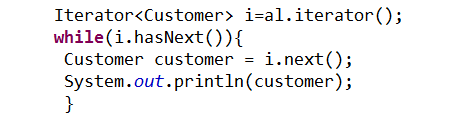 Iterator<Customer> i=al.iterator();
while(i.hasNext()){
Customer customer = i.next();
System.out.println(customer);
}